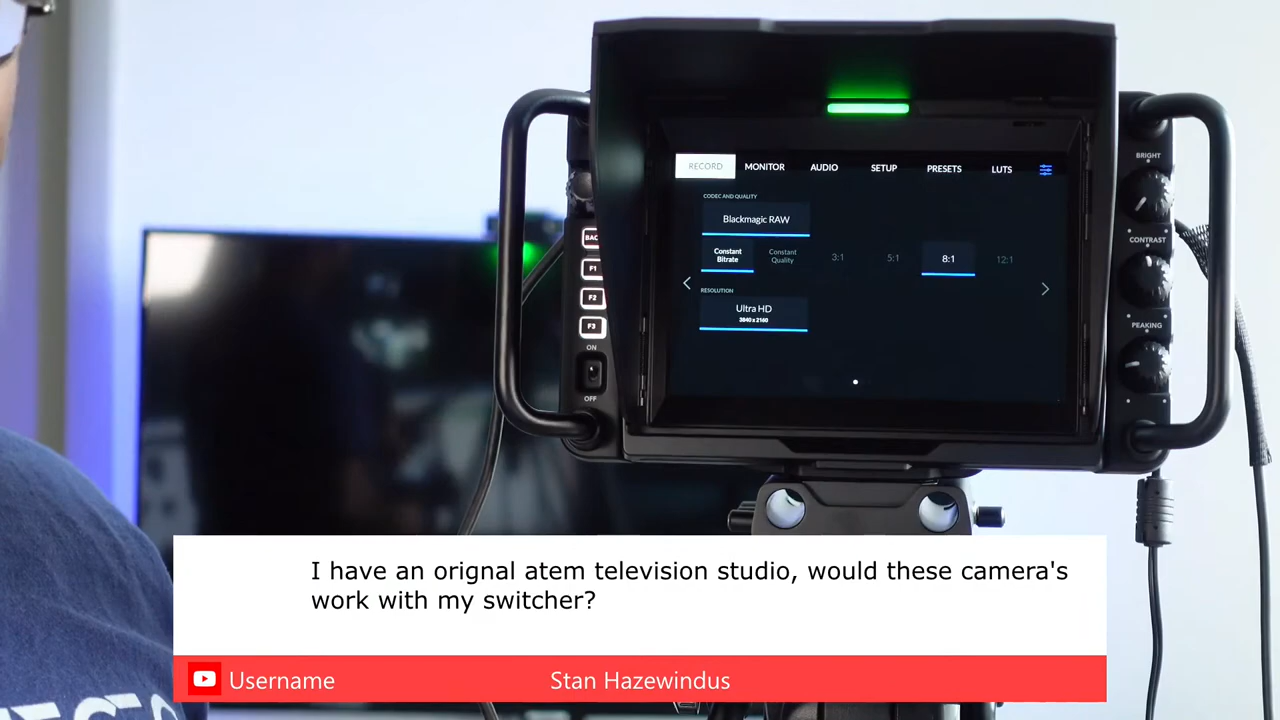 BRIGHT
RECORD MONITOR AUDIO SETUP PRESETS LUTS
CODEC AND QUALITY
Blackmagic RAW
CONTRAST
Constant Bitrate
Constant Quality
3:1 5:1 8:1 12:1
F1
RESOLUTION
F2
Ultra HD
3840 x 2160
F3
PEAKING
ON
OFF
I have an orignal atem television studio, would these camera's
work with my switcher?
Username Stan Hazewindus